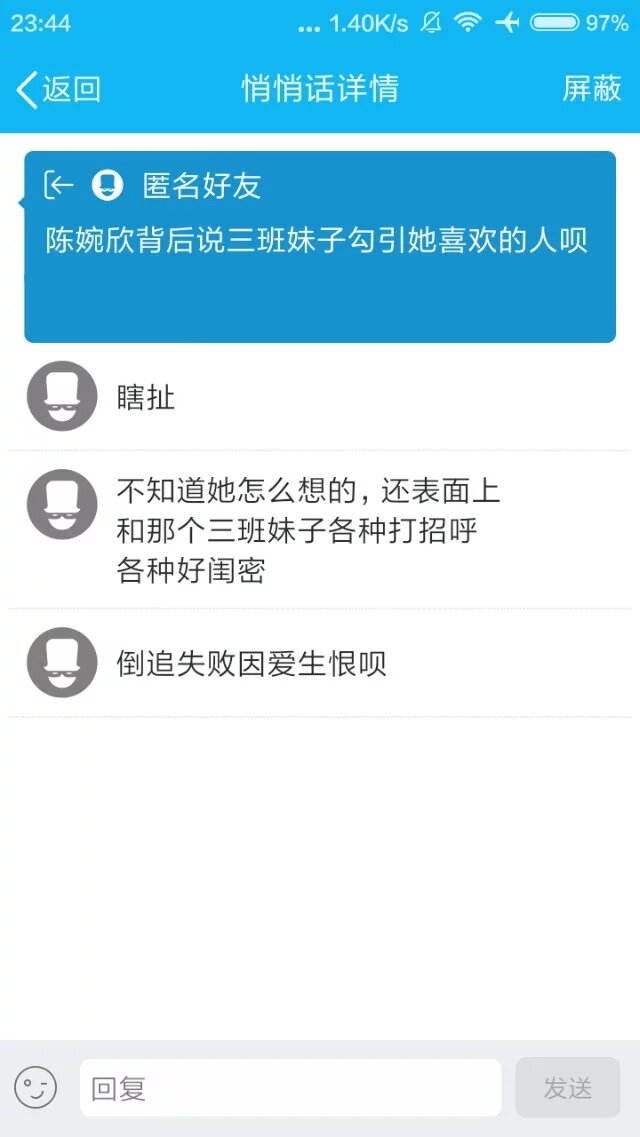 23:44
... 1.40K/s
97%
返回
悄悄话详情
屏蔽
匿名好友
陈婉欣背后说三班妹子勾引她喜欢的人呗
瞎扯
不知道她怎么想的，还表面上
和那个三班妹子各种打招呼
各种好闺密
倒追失败因爱生恨呗
回复
发送